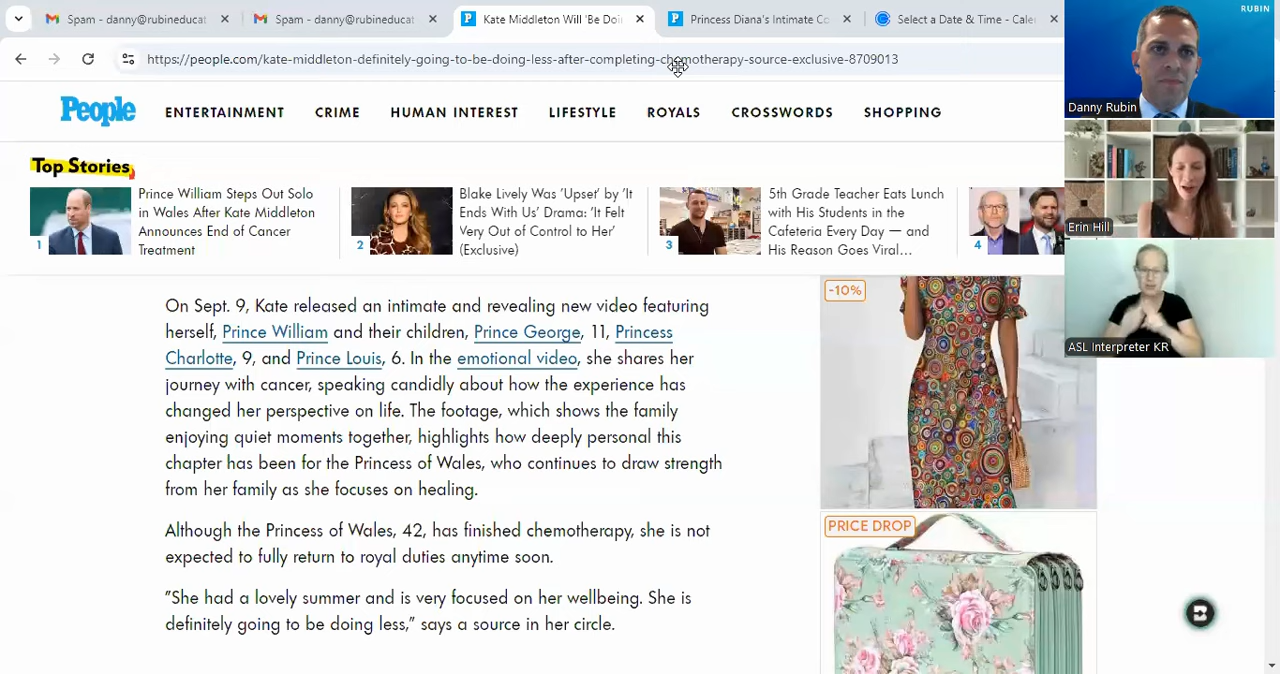 Spam - danny@rubineducat
Spam - danny@rubineducat
Kate Middleton Will 'Be Doi
Princess Diana's Intimate Co
Select a Date & Time - Cale
https://people.com/kate-middleton-definitely-going-to-be-doing-less-after-completing-chemotherapy-source-exclusive-8709013
People
ENTERTAINMENT
CRIME
HUMAN INTEREST
LIFESTYLE
ROYALS
CROSSWORDS
SHOPPING
Top Stories
1
Prince William Steps Out Solo
in Wales After Kate Middleton
Announces End of Cancer
Treatment
2
Blake Lively Was 'Upset' by 'It
Ends With Us' Drama: 'It Felt
Very Out of Control to Her'
(Exclusive)
3
5th Grade Teacher Eats Lunch
with His Students in the
Cafeteria Every Day — and
His Reason Goes Viral...
4
On Sept. 9, Kate released an intimate and revealing new video featuring
herself, Prince William and their children, Prince George, 11, Princess
Charlotte, 9, and Prince Louis, 6. In the emotional video, she shares her
journey with cancer, speaking candidly about how the experience has
changed her perspective on life. The footage, which shows the family
enjoying quiet moments together, highlights how deeply personal this
chapter has been for the Princess of Wales, who continues to draw strength
from her family as she focuses on healing.
Although the Princess of Wales, 42, has finished chemotherapy, she is not
expected to fully return to royal duties anytime soon.
"She had a lovely summer and is very focused on her wellbeing. She is
definitely going to be doing less," says a source in her circle.
-10%
PRICE DROP
RUBIN
Danny Rubin
Erin Hill
ASL Interpreter KR